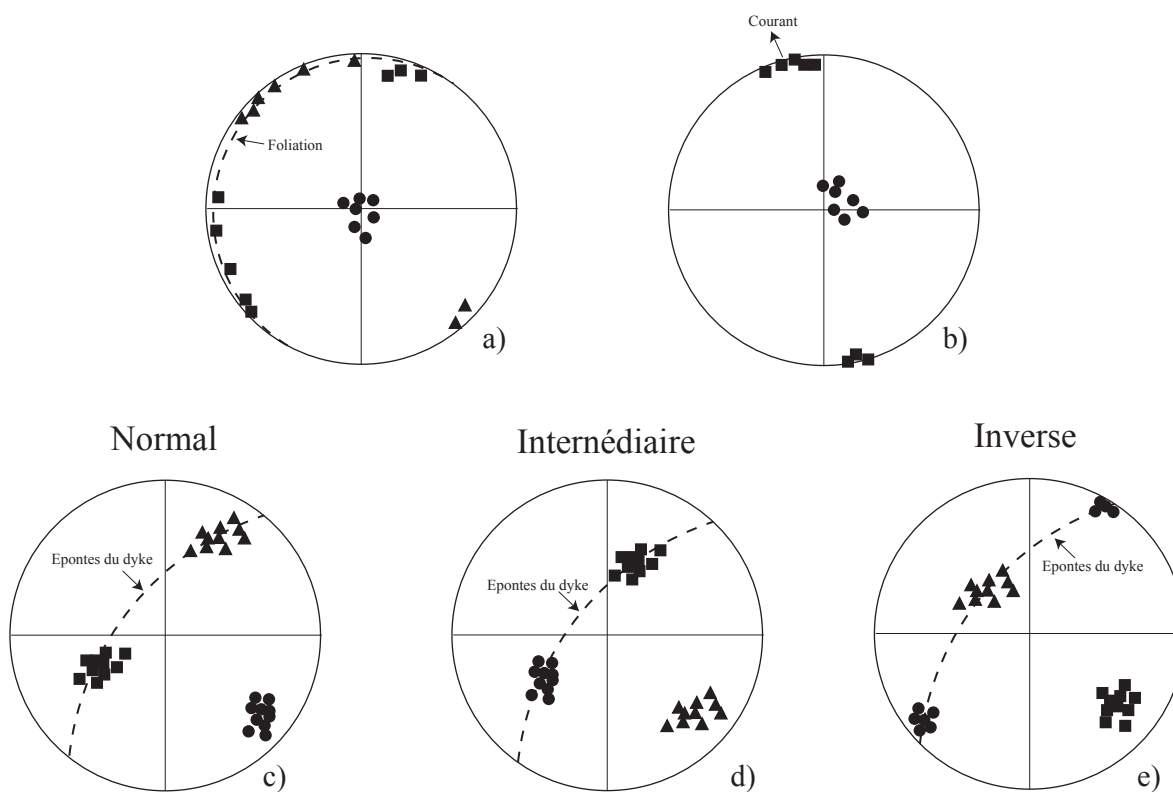 Courant
Foliation
a)
b)
Normal
Internédiaire
Inverse
Epontes du dyke
Epontes du dyke
Epontes du dyke
c)
d)
e)